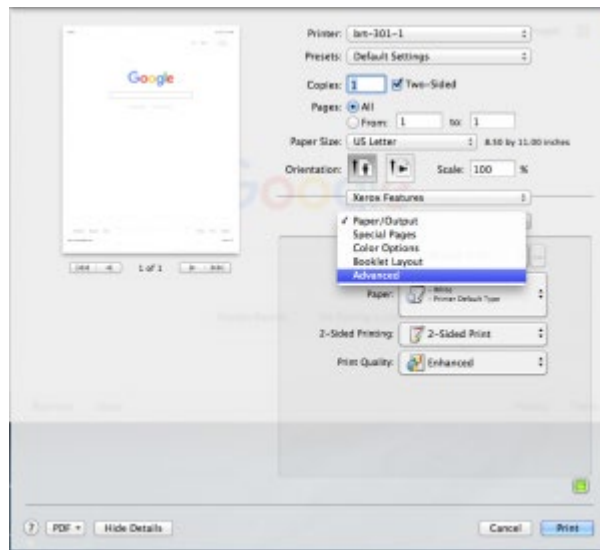 Google
1 of 1
Printer: bm-301-1
Presets: Default Settings
Copies: 1 Two-Sided
Pages: All
From: 1 to: 1
Paper Size: US Letter 8.50 by 11.00 inches
Orientation: Scale: 100 %
Xerox Features
✓ Paper/Output
Special Pages
Color Options
Booklet Layout
Advanced
Paper: - White
- Printer Default Type
2-Sided Printing: 2-Sided Print
Print Quality: Enhanced
? PDF Hide Details Cancel Print